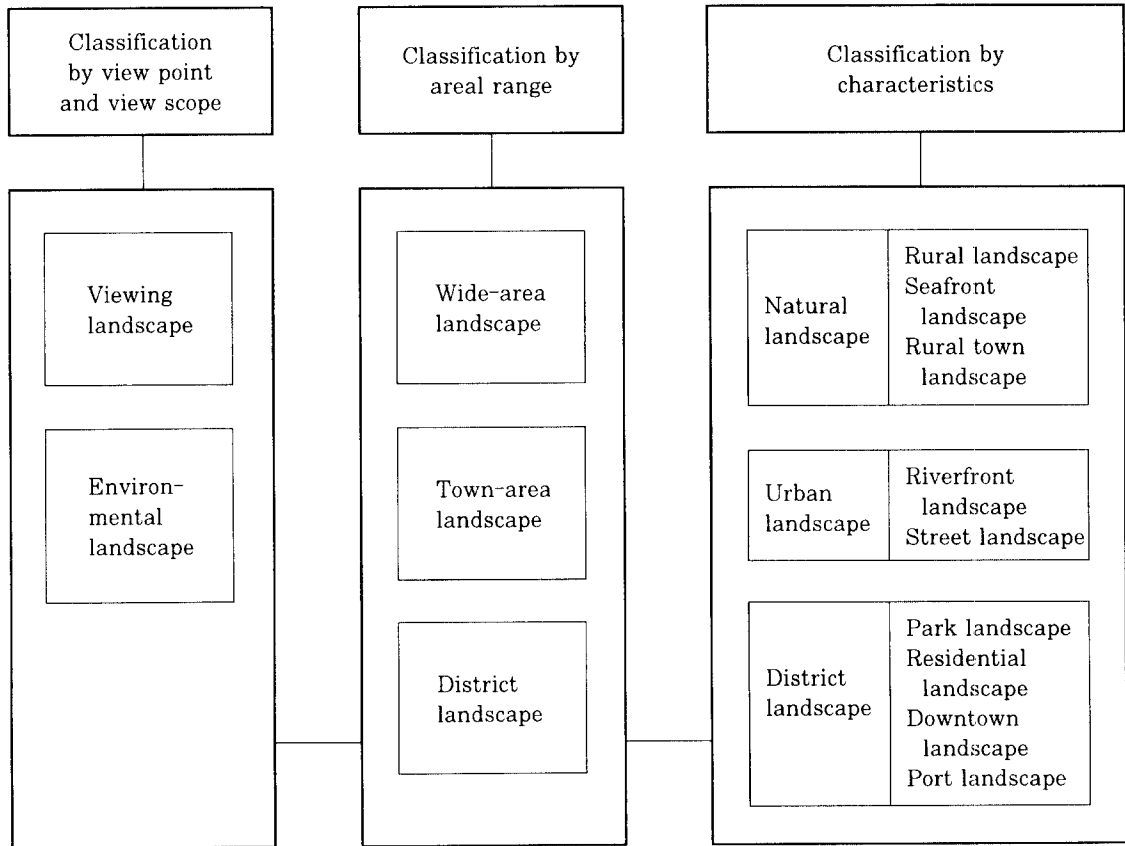 Classification
by view point
and view scope
Classification by
areal range
Classification by
characteristics
Viewing
landscape
Environ-
mental
landscape
Wide-area
landscape
Town-area
landscape
District
landscape
Natural
landscape
Rural landscape
Seafront
landscape
Rural town
landscape
Urban
landscape
Riverfront
landscape
Street landscape
District
landscape
Park landscape
Residential
landscape
Downtown
landscape
Port landscape